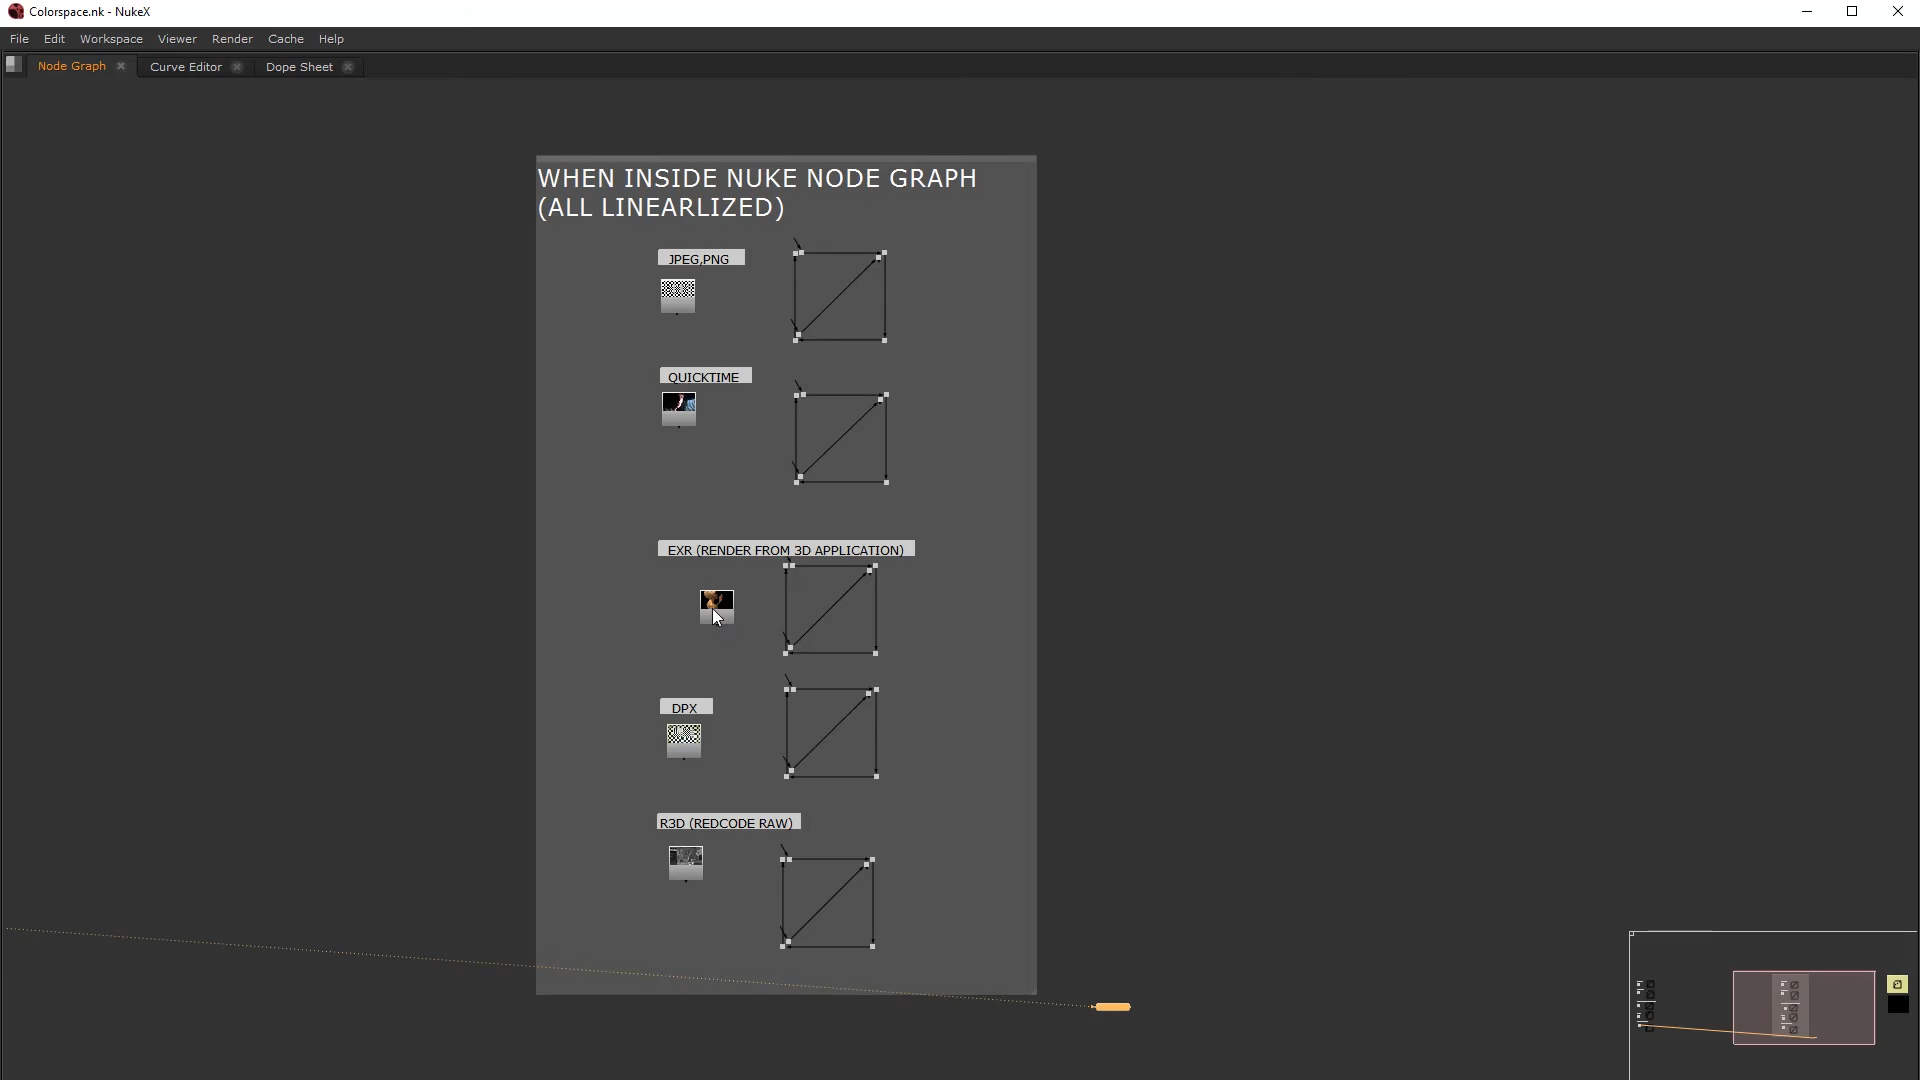 Colorspace.nk - NukeX
File Edit Workspace Viewer Render Cache Help
Node Graph Curve Editor Dope Sheet
WHEN INSIDE NUKE NODE GRAPH
(ALL LINEARLIZED)
JPEG,PNG
QUICKTIME
EXR (RENDER FROM 3D APPLICATION)
DPX
R3D (REDCODE RAW)